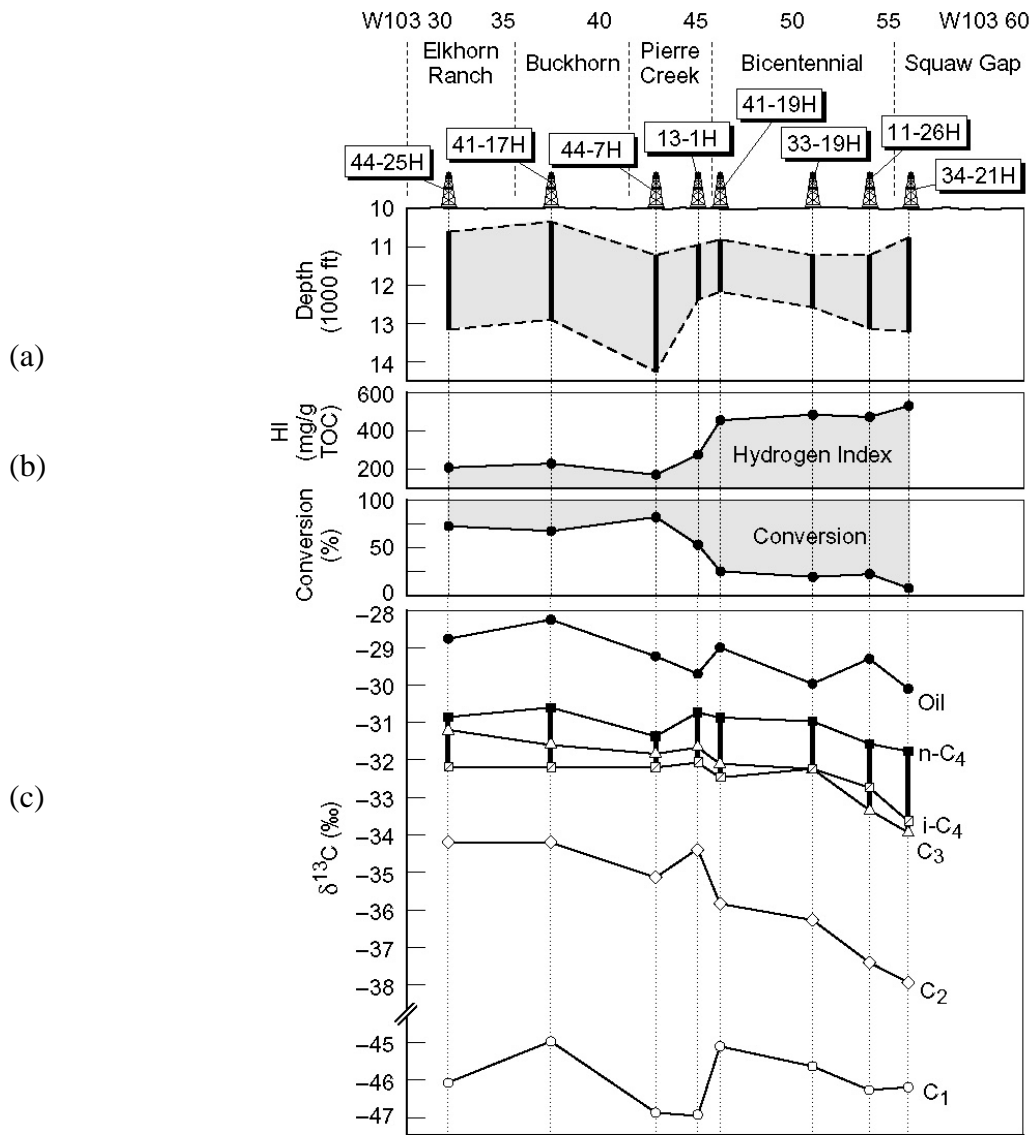 W103 30 35 40 45 50 55 W103 60
Elkhorn
Ranch
Buckhorn
Pierre
Creek
Bicentennial
Squaw Gap
44-25H
41-17H
44-7H
13-1H
41-19H
33-19H
11-26H
34-21H
(a)
Depth
(1000 ft)
10
11
12
13
14
(b)
HI
(mg/g
TOC)
600
400
200
Hydrogen Index
Conversion
(%)
100
50
0
Conversion
(c)
δ13C (‰)
–28
–29
–30
–31
–32
–33
–34
–35
–36
–37
–38
–45
–46
–47
Oil
n-C4
i-C4
C3
C2
C1